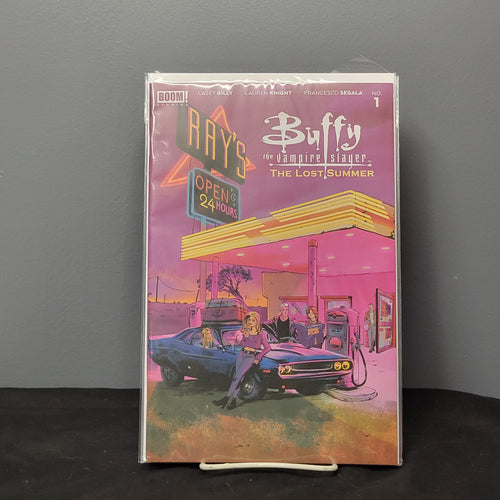 BOOM!
STUDIOS
CASEY GILLY
LAUREN KNIGHT
FRANCESCO SEGALA
NO.
1
RAY'S
OPEN
24 HOURS
Buffy
the vampire slayer
THE LOST SUMMER